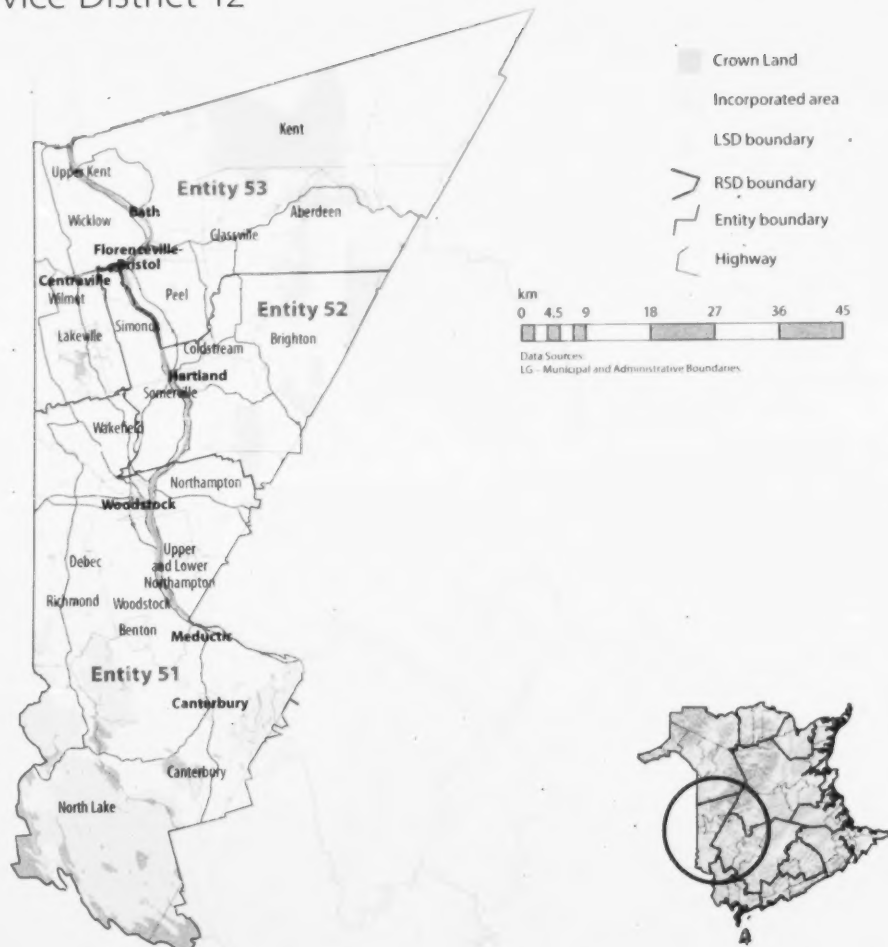 vice District 12
Crown Land
Incorporated area
LSD boundary
RSD boundary
Entity boundary
Highway
km
0 4.5 9 18 27 36 45
Data Sources:
LG - Municipal and Administrative Boundaries
Kent
Upper Kent
Entity 53
Bath
Aberdeen
Wicklow
Glassville
Florenceville-
Bristol
Centreville
Wilmot
Peel
Entity 52
Simonds
Lakeville
Brighton
Coldstream
Hartland
Somerville
Wakefield
Northampton
Woodstock
Upper
and Lower
Northampton
Debec
Richmond
Woodstock
Benton
Meductic
Entity 51
Canterbury
Canterbury
North Lake